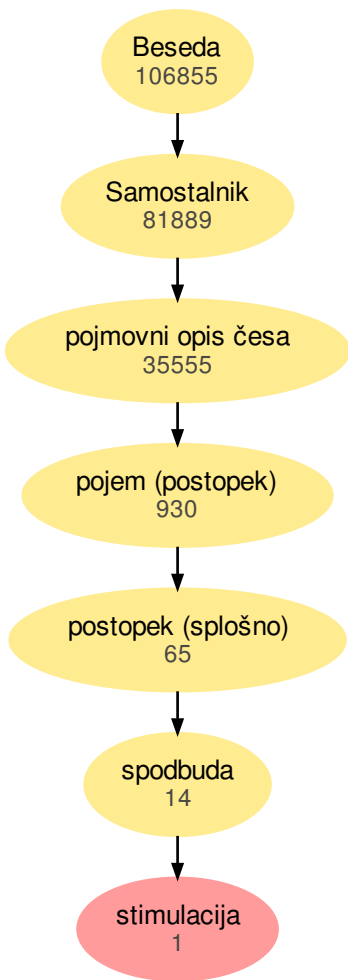 Beseda
106855
Samostalnik
81889
pojmovni opis česa
35555
pojem (postopek)
930
postopek (splošno)
65
spodbuda
14
stimulacija
1